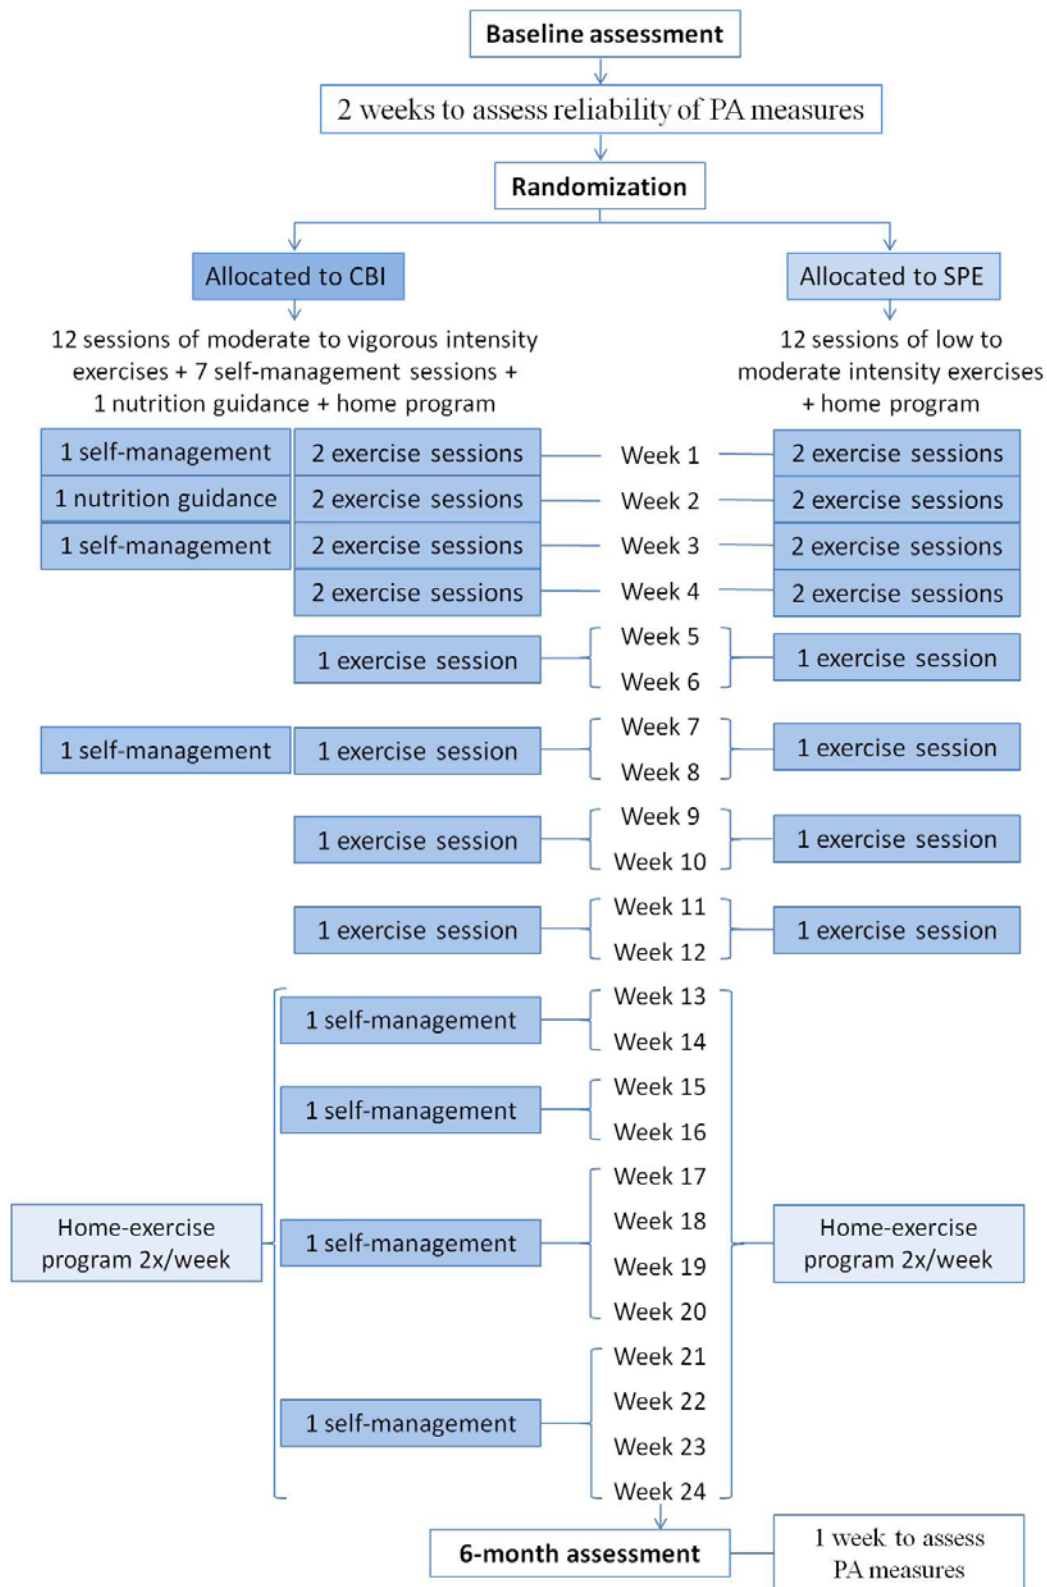 Baseline assessment
2 weeks to assess reliability of PA measures
Randomization
Allocated to CBI
Allocated to SPE
12 sessions of moderate to vigorous intensity
exercises + 7 self-management sessions +
1 nutrition guidance + home program
12 sessions of low to
moderate intensity exercises
+ home program
1 self-management 2 exercise sessions Week 1 2 exercise sessions
1 nutrition guidance 2 exercise sessions Week 2 2 exercise sessions
1 self-management 2 exercise sessions Week 3 2 exercise sessions
2 exercise sessions Week 4 2 exercise sessions
Week 5
1 exercise session 1 exercise session
Week 6
Week 7
1 self-management 1 exercise session 1 exercise session
Week 8
Week 9
1 exercise session 1 exercise session
Week 10
Week 11
1 exercise session 1 exercise session
Week 12
Week 13
1 self-management
Week 14
Week 15
1 self-management
Week 16
Week 17
Week 18
Home-exercise
program 2x/week
1 self-management
Home-exercise
program 2x/week
Week 19
Week 20
Week 21
Week 22
1 self-management
Week 23
Week 24
6-month assessment
1 week to assess
PA measures